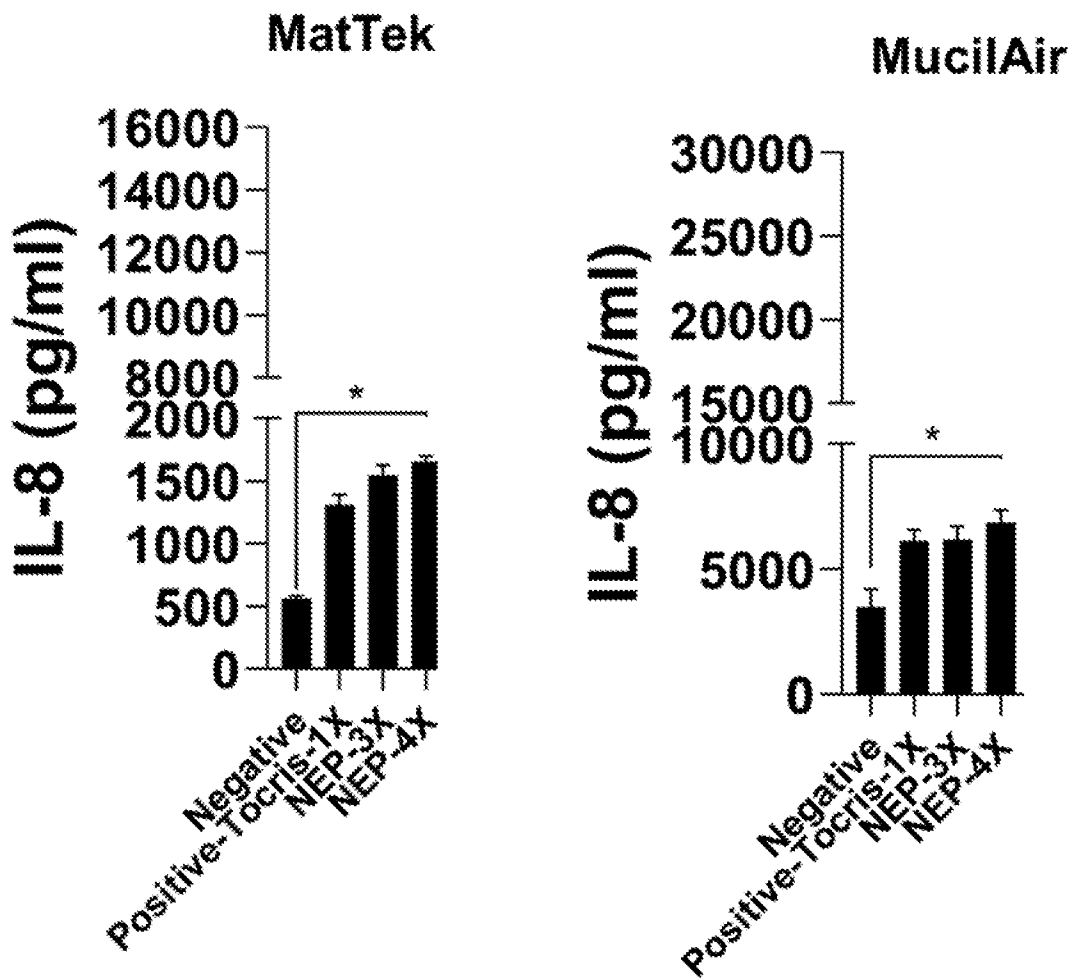 MatTek
IL-8 (pg/ml)
16000
14000
12000
10000
8000
2000
1500
1000
500
0
*
Negative
Positive-Tocris-1X
NEP-3X
NEP-4X
MucilAir
IL-8 (pg/ml)
30000
25000
20000
15000
10000
5000
0
*
Negative
Positive-Tocris-1X
NEP-3X
NEP-4X